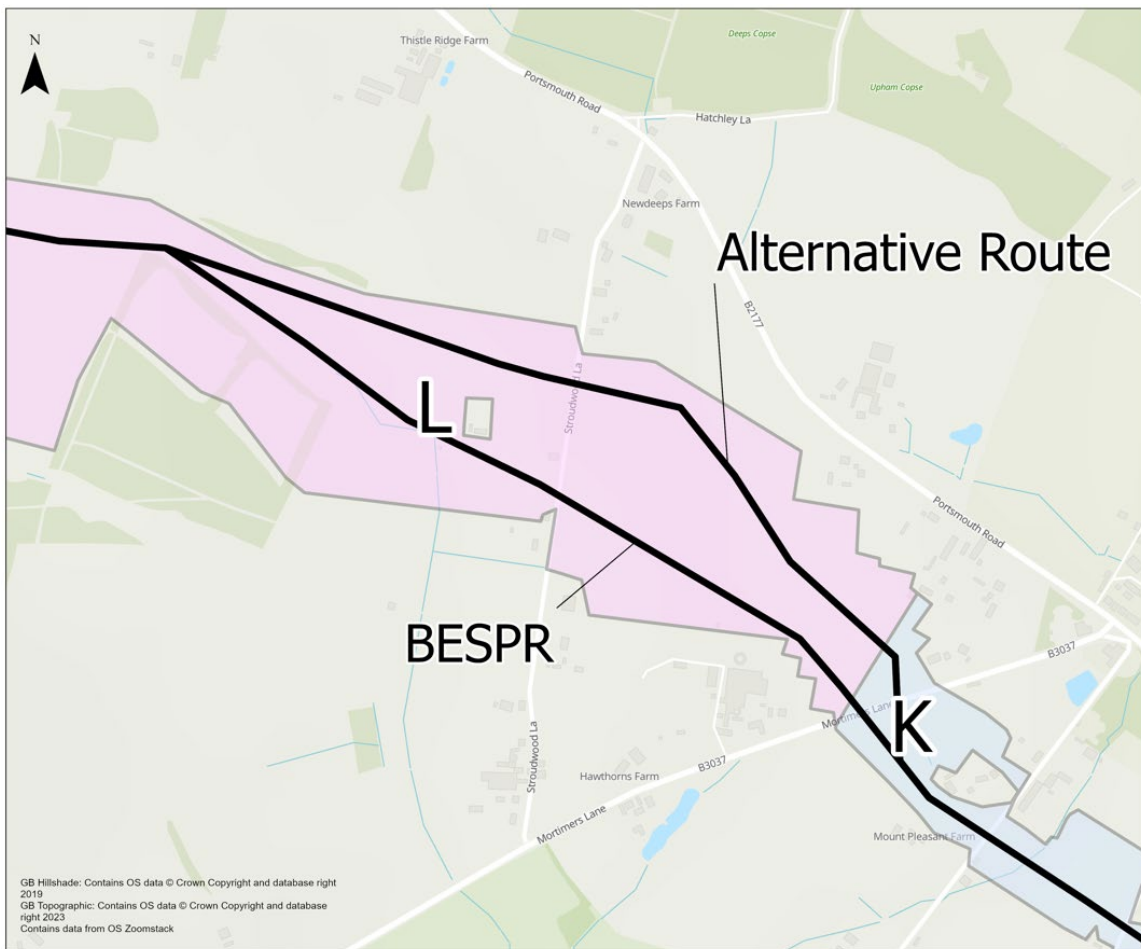 N
Thistle Ridge Farm
Deeps Copse
Upham Copse
Portsmouth Road
Hatchley La
Newdeeps Farm
Alternative Route
B2177
Stroudwood La
L
Portsmouth Road
BESPR
B3037
Mortimers Lane
K
Stroudwood La
Hawthorns Farm
B3037
Mortimers Lane
Mount Pleasant Farm
GB Hillshade: Contains OS data © Crown Copyright and database right
2019
GB Topographic: Contains OS data © Crown Copyright and database
right 2023
Contains data from OS Zoomstack